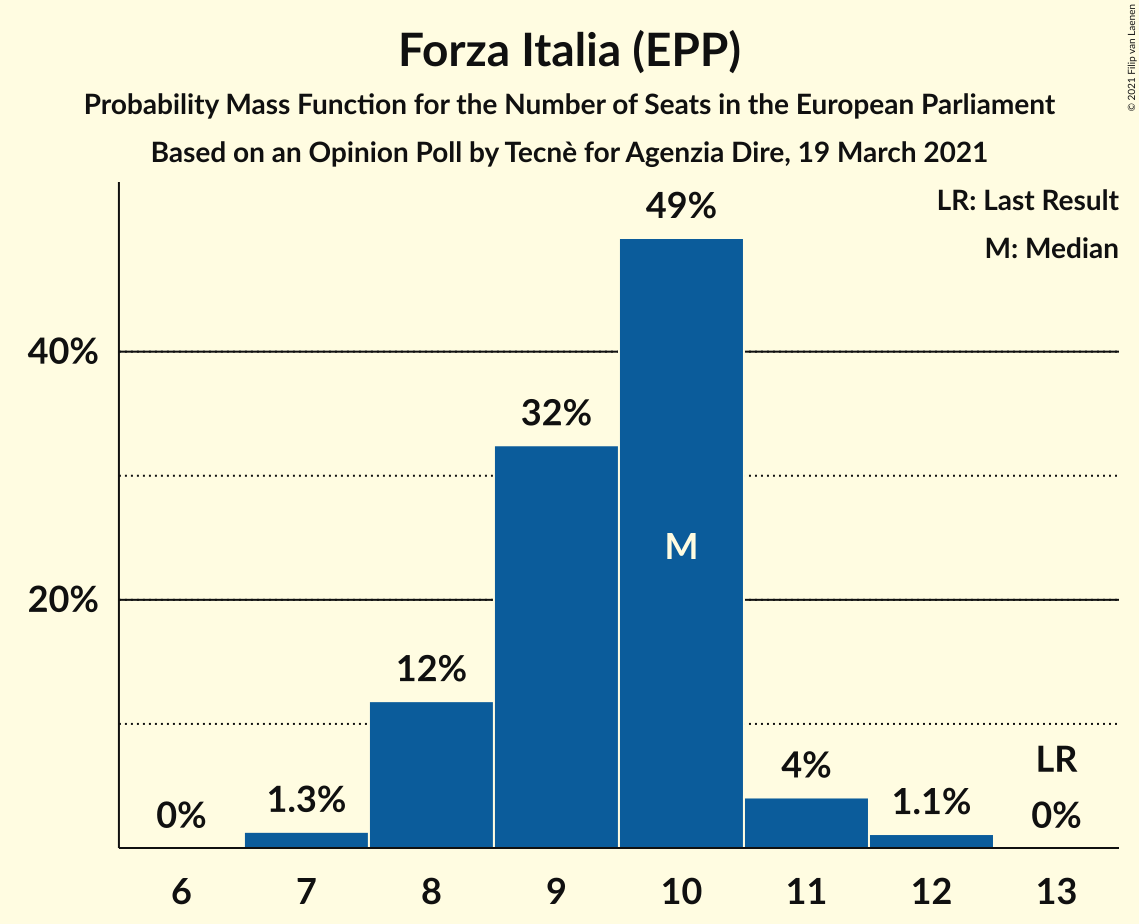 Forza Italia (EPP)
Probability Mass Function for the Number of Seats in the European Parliament
Based on an Opinion Poll by Tecnè for Agenzia Dire, 19 March 2021
© 2021 Filip van Laenen
LR: Last Result
M: Median
49%
40%
32%
M
20%
12%
LR
4%
1.3%
1.1%
0%
0%
6 7 8 9 10 11 12 13